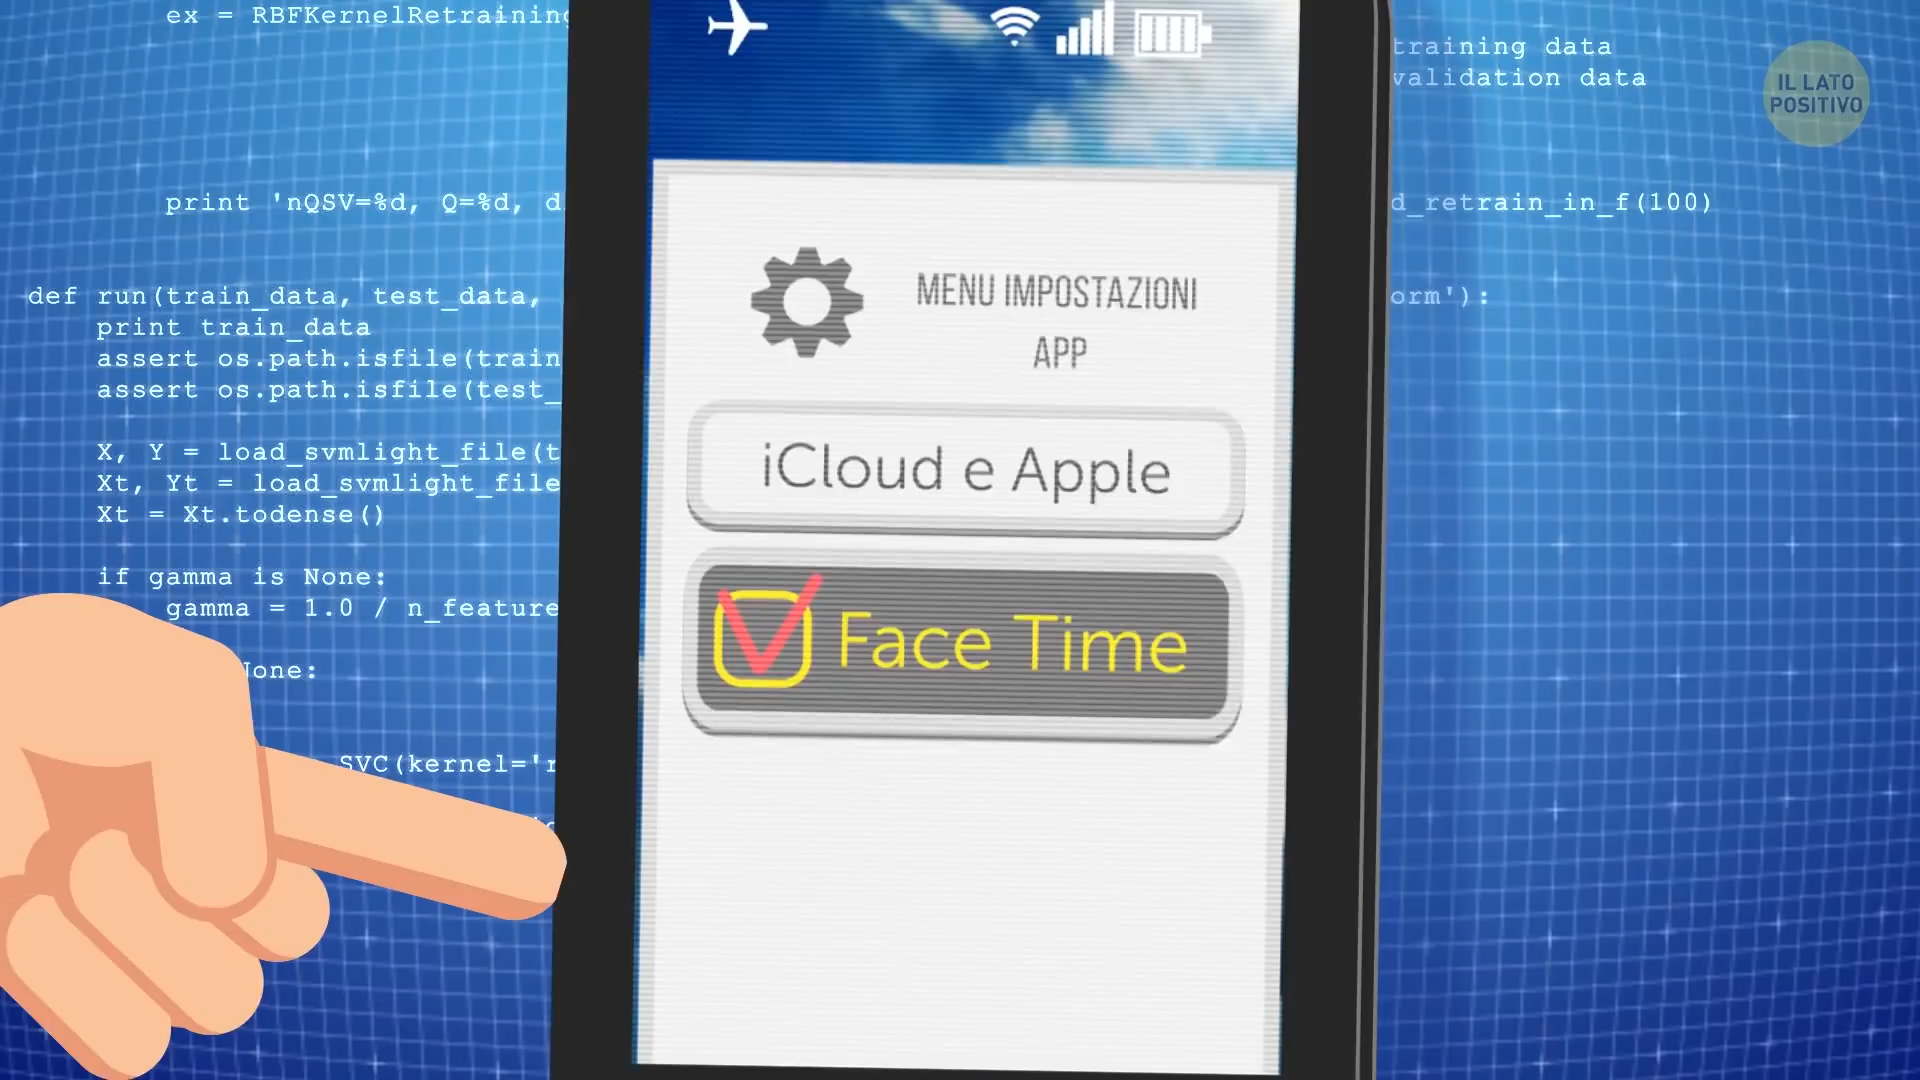 ex = RBFKernelRetraining
training data
validation data
IL LATO
POSITIVO
print 'nQSV=%d, Q=%d, d
d_retrain_in_f(100)
def run(train_data, test_data,
orm'):
print train_data
assert os.path.isfile(train
assert os.path.isfile(test_
X, Y = load_svmlight_file(t
Xt, Yt = load_svmlight_file
Xt = Xt.todense()
if gamma is None:
gamma = 1.0 / n_feature
None:
SVC(kernel='r
MENU IMPOSTAZIONI
APP
iCloud e Apple
Face Time